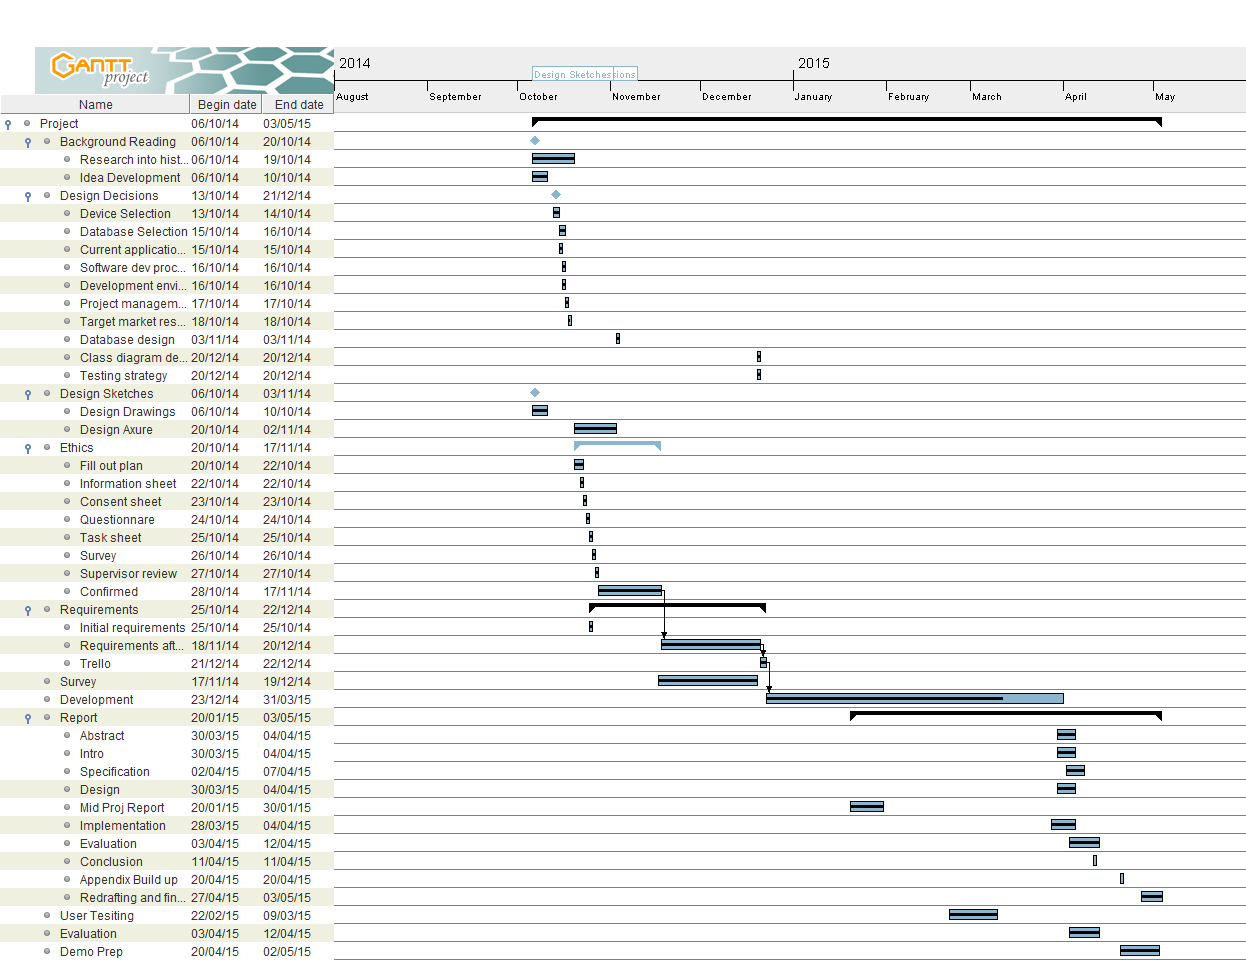 GANTT
project
2014
2015
Design Sketchessions
August September October November December January February March April May
Name Begin date End date
Project 06/10/14 03/05/15
Background Reading 06/10/14 20/10/14
Research into hist... 06/10/14 19/10/14
Idea Development 06/10/14 10/10/14
Design Decisions 13/10/14 21/12/14
Device Selection 13/10/14 14/10/14
Database Selection 15/10/14 16/10/14
Current applicatio... 15/10/14 15/10/14
Software dev proc... 16/10/14 16/10/14
Development envi... 16/10/14 16/10/14
Project managem... 17/10/14 17/10/14
Target market res... 18/10/14 18/10/14
Database design 03/11/14 03/11/14
Class diagram de... 20/12/14 20/12/14
Testing strategy 20/12/14 20/12/14
Design Sketches 06/10/14 03/11/14
Design Drawings 06/10/14 10/10/14
Design Axure 20/10/14 02/11/14
Ethics 20/10/14 17/11/14
Fill out plan 20/10/14 22/10/14
Information sheet 22/10/14 22/10/14
Consent sheet 23/10/14 23/10/14
Questionnare 24/10/14 24/10/14
Task sheet 25/10/14 25/10/14
Survey 26/10/14 26/10/14
Supervisor review 27/10/14 27/10/14
Confirmed 28/10/14 17/11/14
Requirements 25/10/14 22/12/14
Initial requirements 25/10/14 25/10/14
Requirements aft... 18/11/14 20/12/14
Trello 21/12/14 22/12/14
Survey 17/11/14 19/12/14
Development 23/12/14 31/03/15
Report 20/01/15 03/05/15
Abstract 30/03/15 04/04/15
Intro 30/03/15 04/04/15
Specification 02/04/15 07/04/15
Design 30/03/15 04/04/15
Mid Proj Report 20/01/15 30/01/15
Implementation 28/03/15 04/04/15
Evaluation 03/04/15 12/04/15
Conclusion 11/04/15 11/04/15
Appendix Build up 20/04/15 20/04/15
Redrafting and fin... 27/04/15 03/05/15
User Tesiting 22/02/15 09/03/15
Evaluation 03/04/15 12/04/15
Demo Prep 20/04/15 02/05/15